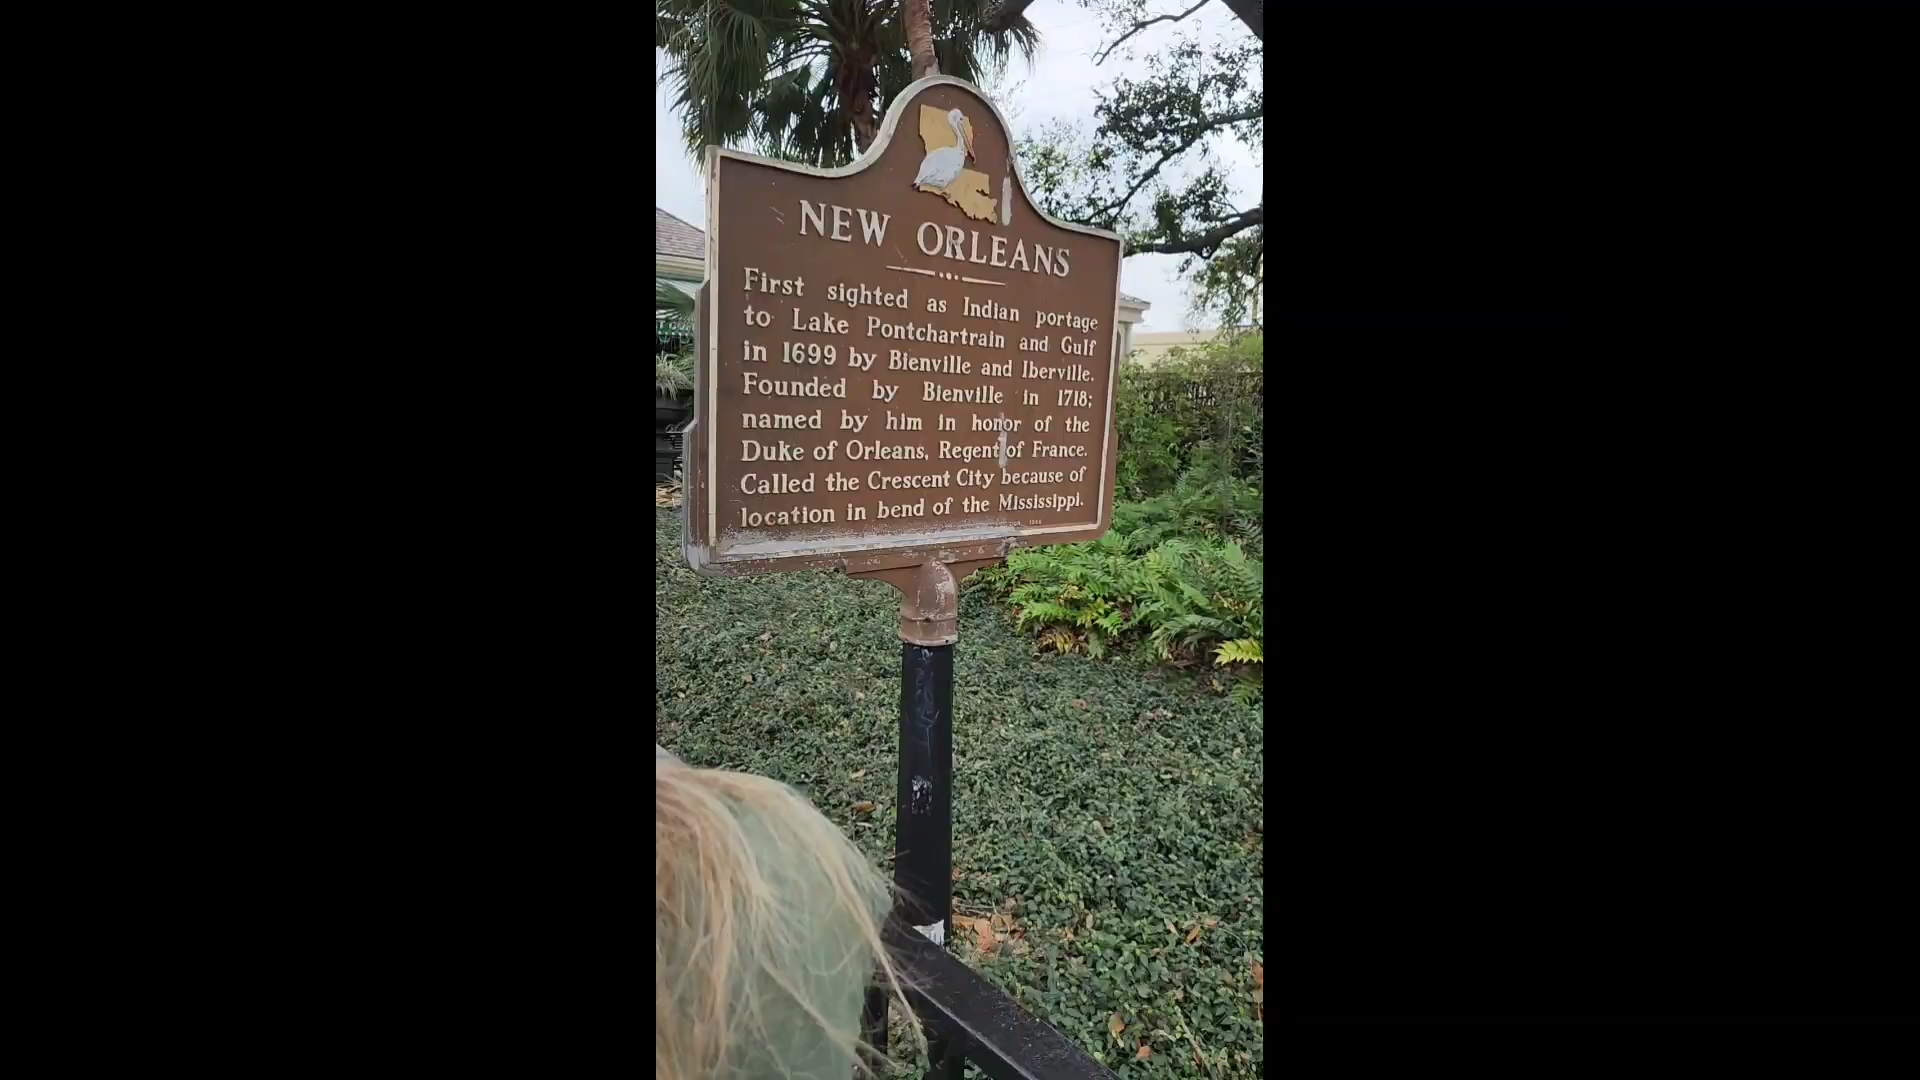 NEW ORLEANS
First sighted as Indian portage
to Lake Pontchartrain and Gulf
in 1699 by Bienville and Iberville.
Founded by Bienville in 1718;
named by him in honor of the
Duke of Orleans, Regent of France.
Called the Crescent City because of
location in bend of the Mississippi.